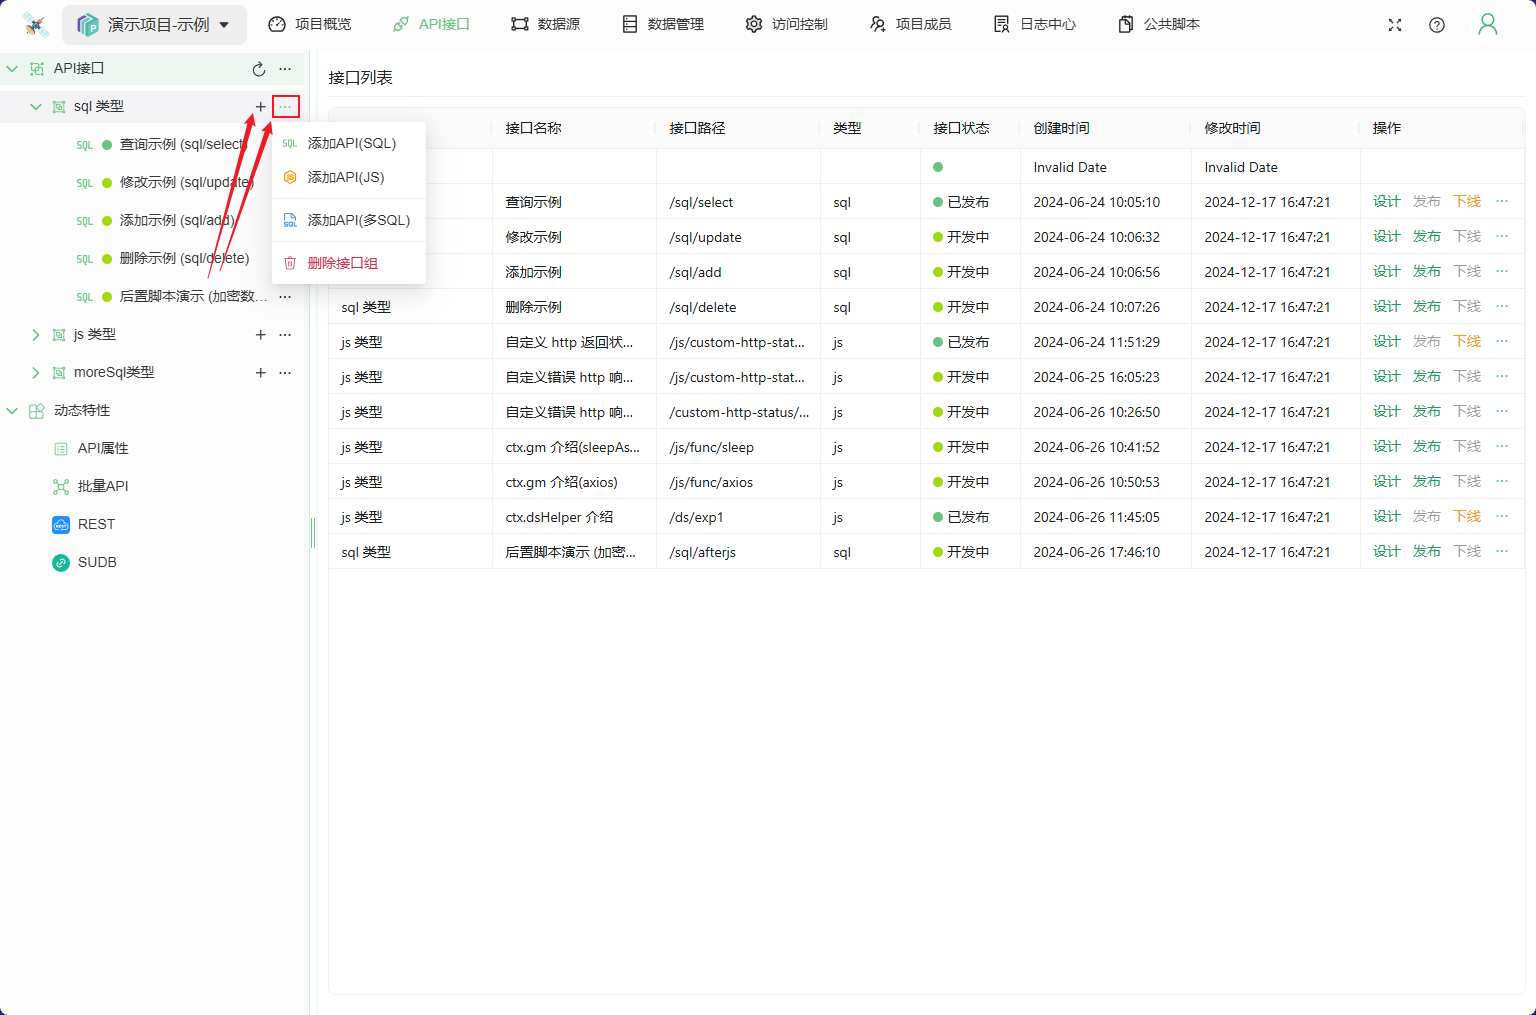 演示项目-示例 项目概览 API接口 数据源 数据管理 访问控制 项目成员 日志中心 公共脚本
API接口
sql 类型
SQL 查询示例 (sql/select)
SQL 修改示例 (sql/update)
SQL 添加示例 (sql/add)
SQL 删除示例 (sql/delete)
SQL 后置脚本演示 (加密数...
js 类型
moreSql类型
动态特性
API属性
批量API
REST
SUDB
SQL 添加API(SQL)
添加API(JS)
添加API(多SQL)
删除接口组
接口列表
接口名称 接口路径 类型 接口状态 创建时间 修改时间 操作
Invalid Date Invalid Date
查询示例 /sql/select sql 已发布 2024-06-24 10:05:10 2024-12-17 16:47:21 设计 发布 下线 ...
修改示例 /sql/update sql 开发中 2024-06-24 10:06:32 2024-12-17 16:47:21 设计 发布 下线 ...
添加示例 /sql/add sql 开发中 2024-06-24 10:06:56 2024-12-17 16:47:21 设计 发布 下线 ...
sql 类型 删除示例 /sql/delete sql 开发中 2024-06-24 10:07:26 2024-12-17 16:47:21 设计 发布 下线 ...
js 类型 自定义 http 返回状... /js/custom-http-stat... js 已发布 2024-06-24 11:51:29 2024-12-17 16:47:21 设计 发布 下线 ...
js 类型 自定义错误 http 响... /js/custom-http-stat... js 开发中 2024-06-25 16:05:23 2024-12-17 16:47:21 设计 发布 下线 ...
js 类型 自定义错误 http 响... /custom-http-status/... js 开发中 2024-06-26 10:26:50 2024-12-17 16:47:21 设计 发布 下线 ...
js 类型 ctx.gm 介绍(sleepAs... /js/func/sleep js 开发中 2024-06-26 10:41:52 2024-12-17 16:47:21 设计 发布 下线 ...
js 类型 ctx.gm 介绍(axios) /js/func/axios js 开发中 2024-06-26 10:50:53 2024-12-17 16:47:21 设计 发布 下线 ...
js 类型 ctx.dsHelper 介绍 /ds/exp1 js 已发布 2024-06-26 11:45:05 2024-12-17 16:47:21 设计 发布 下线 ...
sql 类型 后置脚本演示 (加密... /sql/afterjs sql 开发中 2024-06-26 17:46:10 2024-12-17 16:47:21 设计 发布 下线 ...